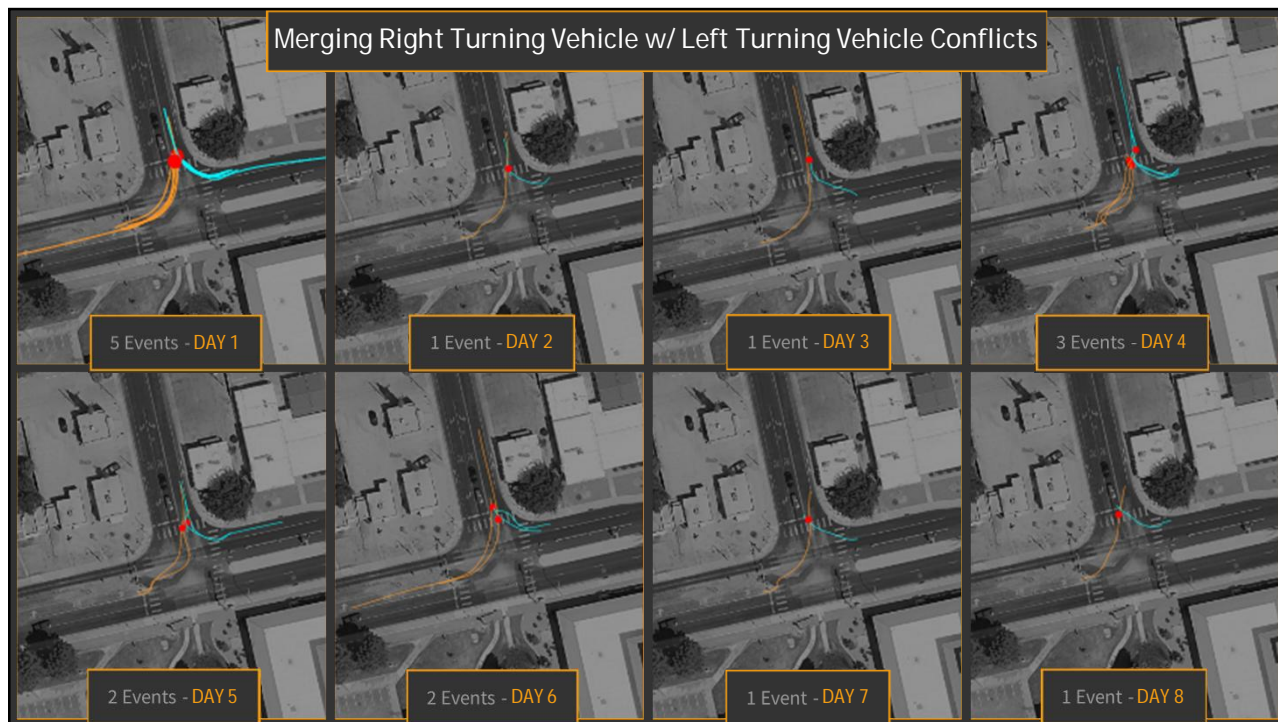 Merging Right Turning Vehicle w/ Left Turning Vehicle Conflicts
5 Events - DAY 1
1 Event - DAY 2
1 Event - DAY 3
3 Events - DAY 4
2 Events - DAY 5
2 Events - DAY 6
1 Event - DAY 7
1 Event - DAY 8